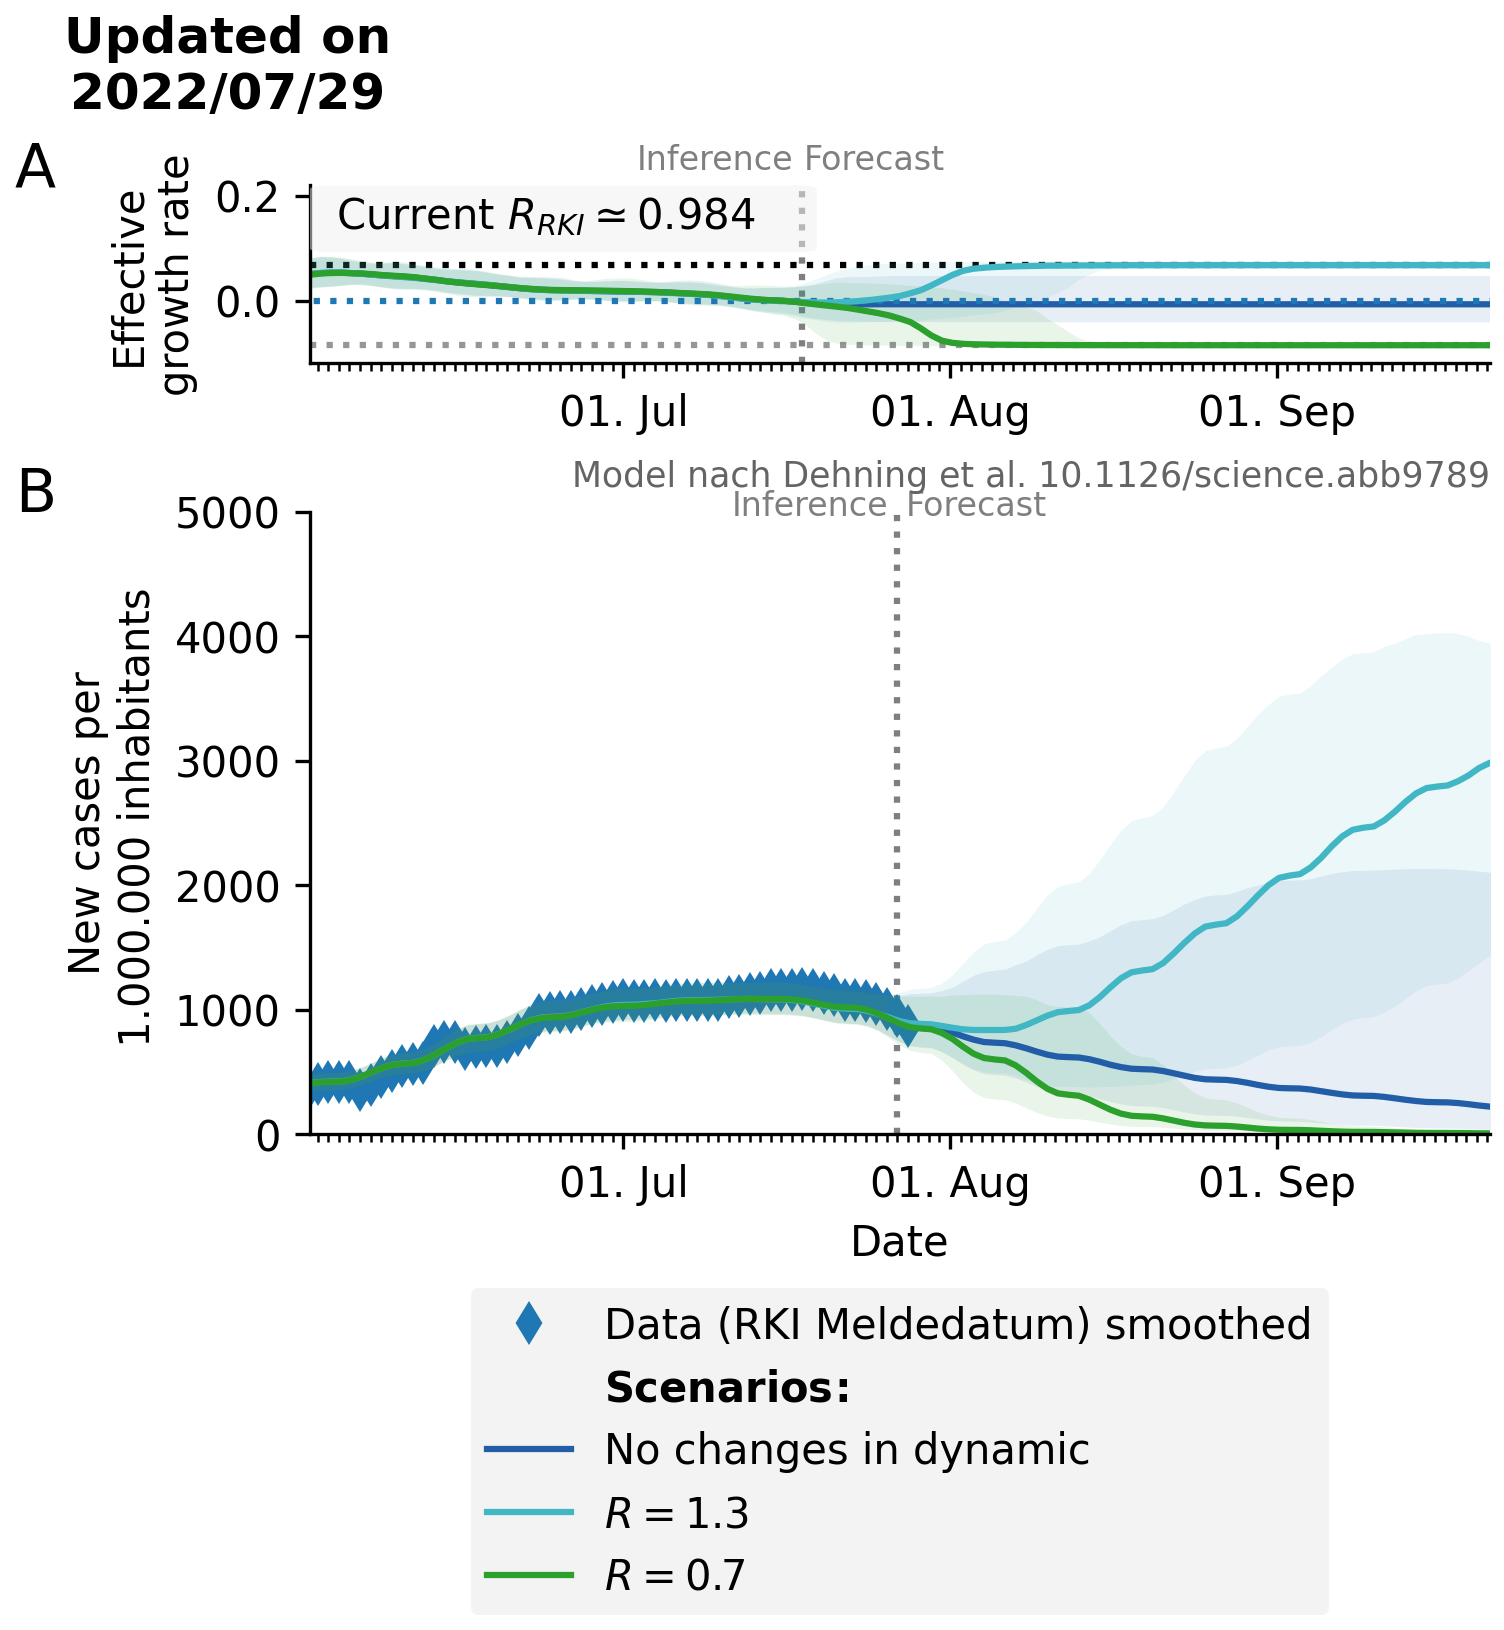 Updated on
2022/07/29
A
Inference Forecast
Effective
growth rate
0.2
0.0
Current R_RKI ≃ 0.984
01. Jul
01. Aug
01. Sep
B
Model nach Dehning et al. 10.1126/science.abb9789
Inference Forecast
New cases per
1.000.000 inhabitants
5000
4000
3000
2000
1000
0
01. Jul
01. Aug
01. Sep
Date
Data (RKI Meldedatum) smoothed
Scenarios:
No changes in dynamic
R = 1.3
R = 0.7